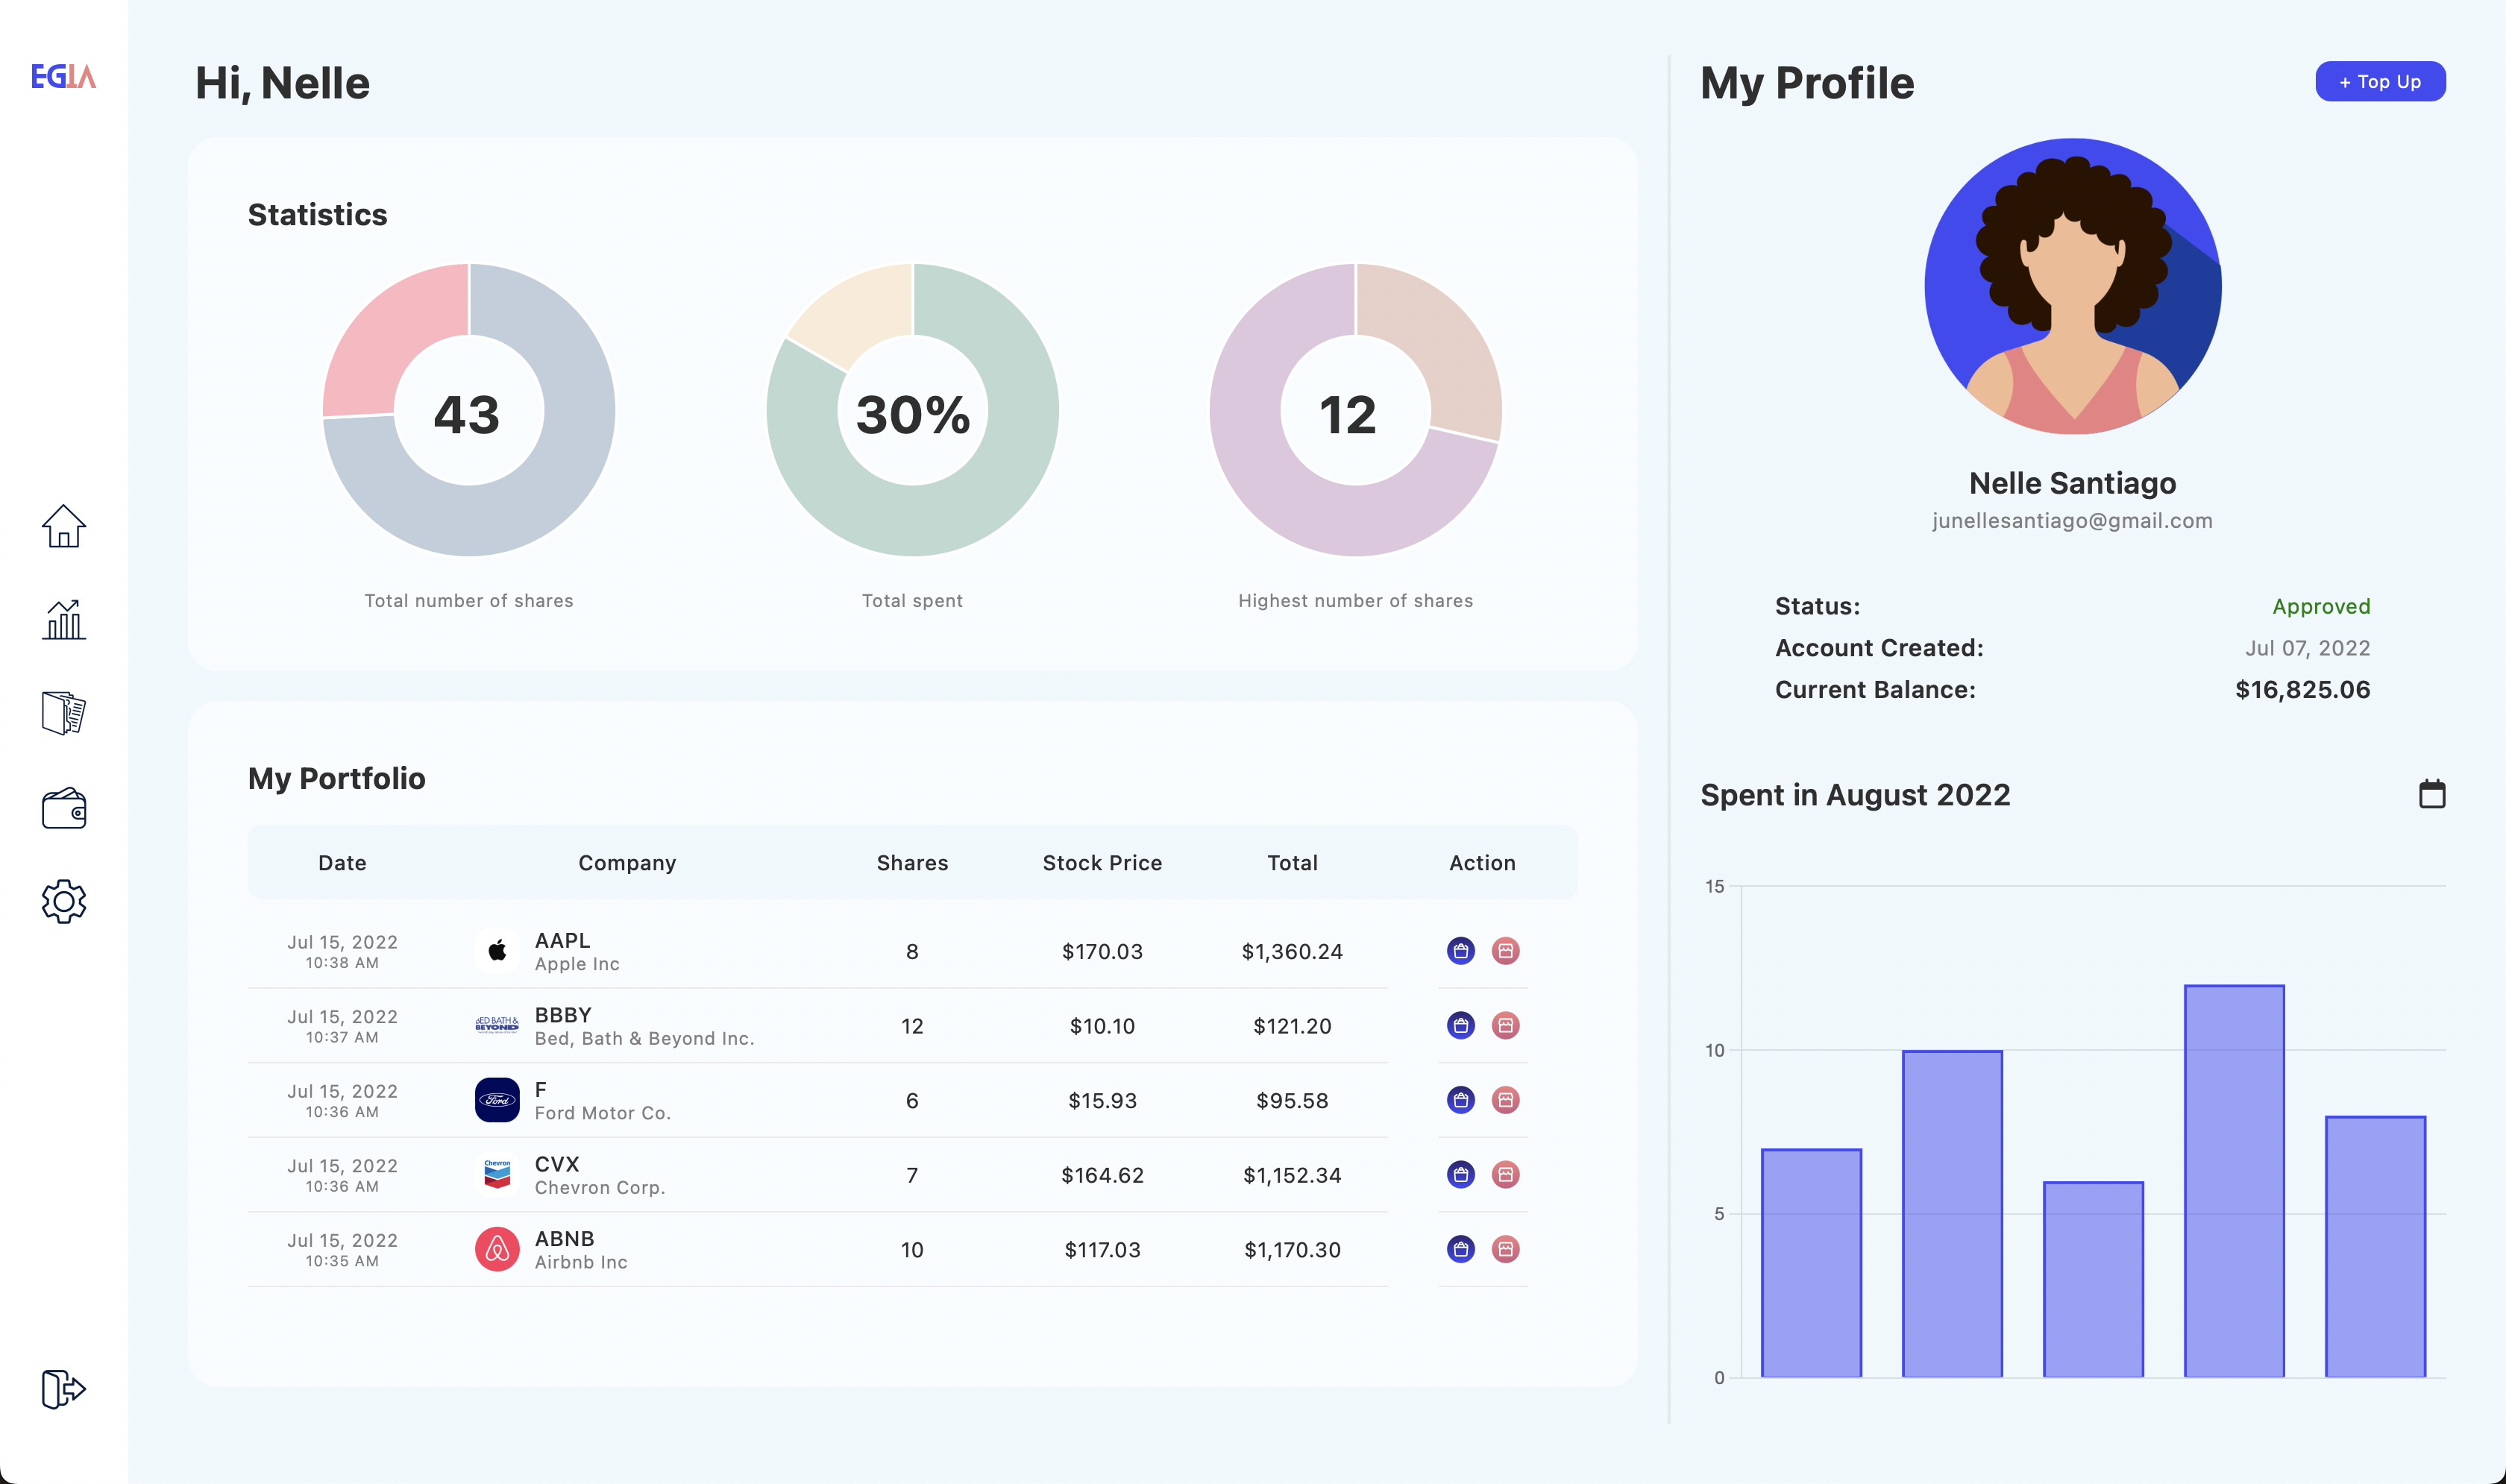 EGIA
Hi, Nelle
Statistics
43
30%
12
Total number of shares
Total spent
Highest number of shares
My Portfolio
Date Company Shares Stock Price Total Action
Jul 15, 2022
10:38 AM
AAPL
Apple Inc
8 $170.03 $1,360.24
Jul 15, 2022
10:37 AM
BED BATH &
BEYOND
BBBY
Bed, Bath & Beyond Inc.
12 $10.10 $121.20
Jul 15, 2022
10:36 AM
Ford
F
Ford Motor Co.
6 $15.93 $95.58
Jul 15, 2022
10:36 AM
Chevron
CVX
Chevron Corp.
7 $164.62 $1,152.34
Jul 15, 2022
10:35 AM
ABNB
Airbnb Inc
10 $117.03 $1,170.30
My Profile
+ Top Up
Nelle Santiago
junellesantiago@gmail.com
Status: Approved
Account Created: Jul 07, 2022
Current Balance: $16,825.06
Spent in August 2022
15
10
5
0